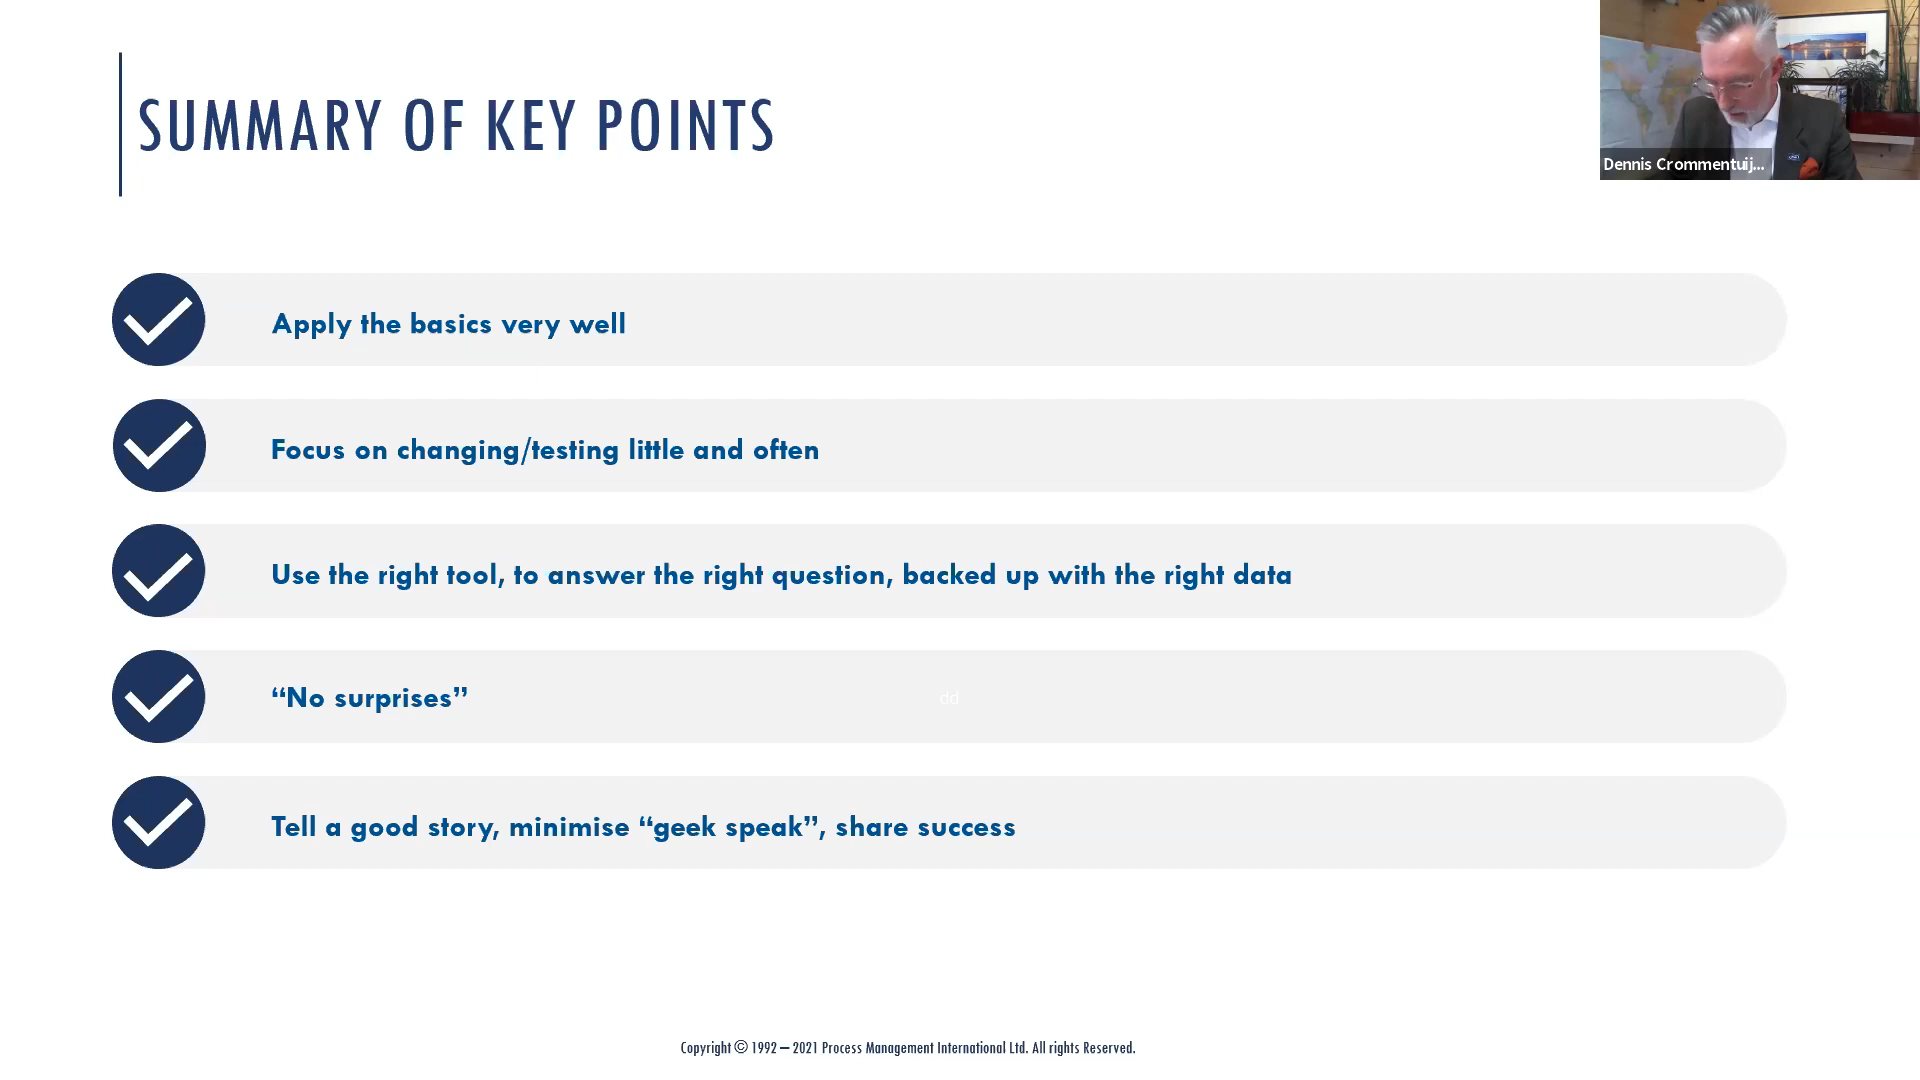 SUMMARY OF KEY POINTS
Dennis Crommentuij...
Apply the basics very well
Focus on changing/testing little and often
Use the right tool, to answer the right question, backed up with the right data
“No surprises”
dd
Tell a good story, minimise “geek speak”, share success
Copyright © 1992 – 2021 Process Management International Ltd. All rights Reserved.